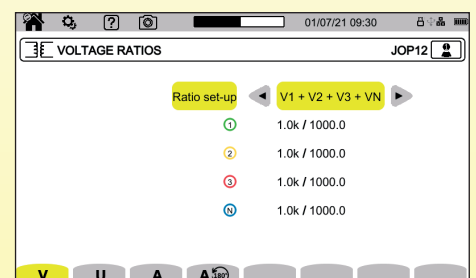 ? 01/07/21 09:30
VOLTAGE RATIOS JOP12
Ratio set-up V1 + V2 + V3 + VN
1 1.0k / 1000.0
2 1.0k / 1000.0
3 1.0k / 1000.0
N 1.0k / 1000.0
V U A A 180°